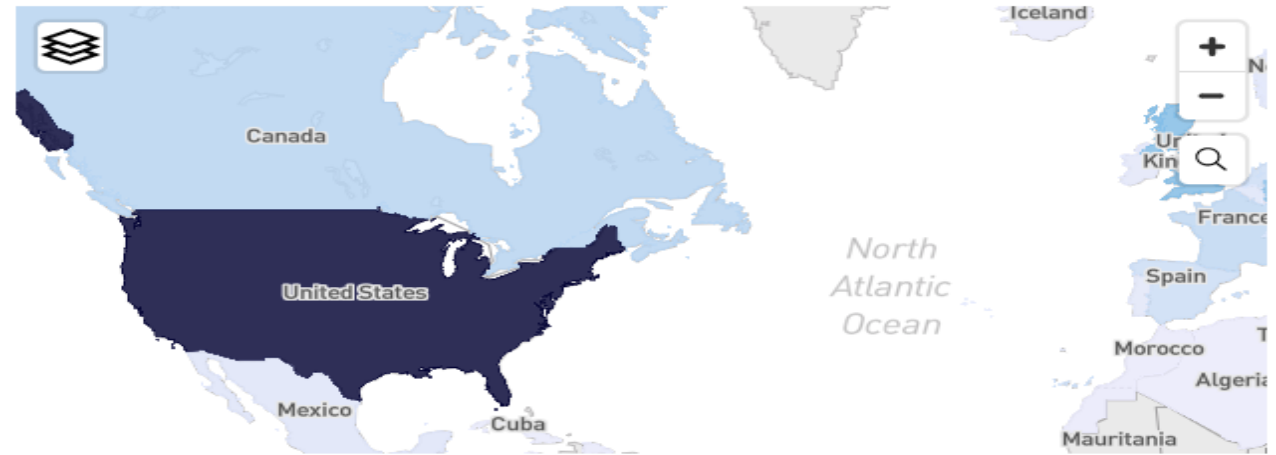 Iceland
Canada
France
North
Atlantic
Ocean
Spain
United States
Morocco
Algeria
Mexico
Cuba
Mauritania